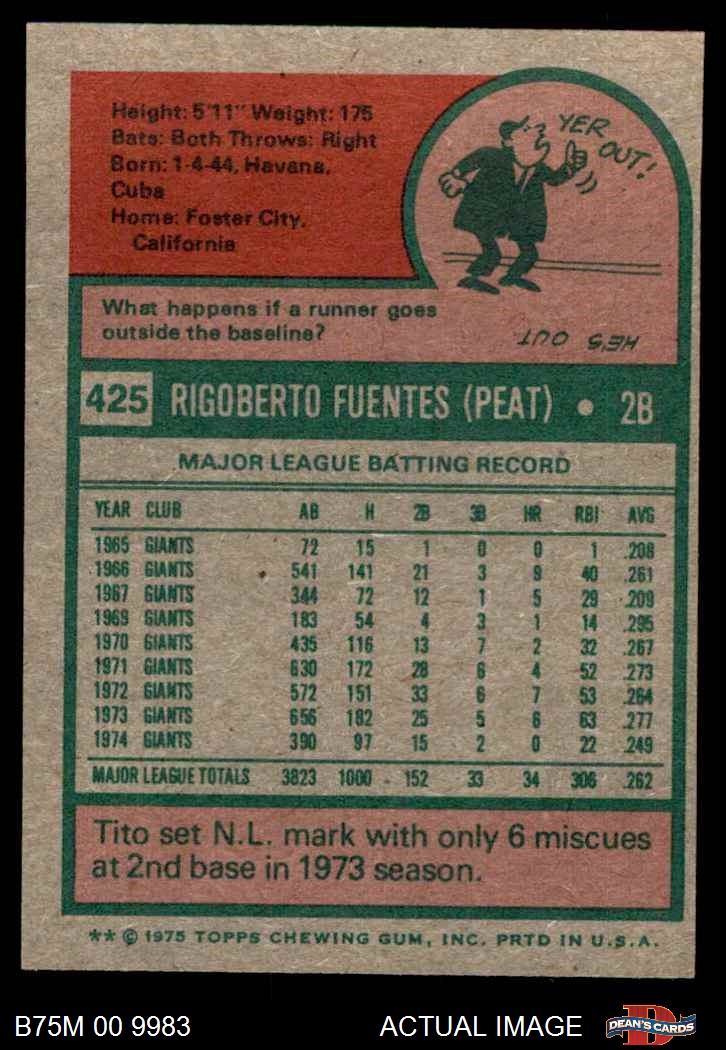 Height: 5'11" Weight: 175
Bats: Both Throws: Right
Born: 1-4-44, Havana,
Cuba
Home: Foster City,
California
YER
OUT!
What happens if a runner goes
outside the baseline?
HE'S OUT
425 RIGOBERTO FUENTES (PEAT) • 2B
MAJOR LEAGUE BATTING RECORD
YEAR CLUB AB H 2B 3B HR RBI AVG
1965 GIANTS 72 15 1 0 0 1 .208
1966 GIANTS 541 141 21 3 9 40 .261
1967 GIANTS 344 72 12 1 5 29 .209
1969 GIANTS 183 54 4 3 1 14 .295
1970 GIANTS 435 116 13 7 2 32 .267
1971 GIANTS 630 172 28 6 4 52 .273
1972 GIANTS 572 151 33 6 7 53 .264
1973 GIANTS 656 182 25 5 6 63 .277
1974 GIANTS 390 97 15 2 0 22 .249
MAJOR LEAGUE TOTALS 3823 1000 152 33 34 306 .262
Tito set N.L. mark with only 6 miscues
at 2nd base in 1973 season.
** © 1975 TOPPS CHEWING GUM, INC. PRTD IN U.S.A.
B75M 00 9983 ACTUAL IMAGE
D
DEAN'S CARDS